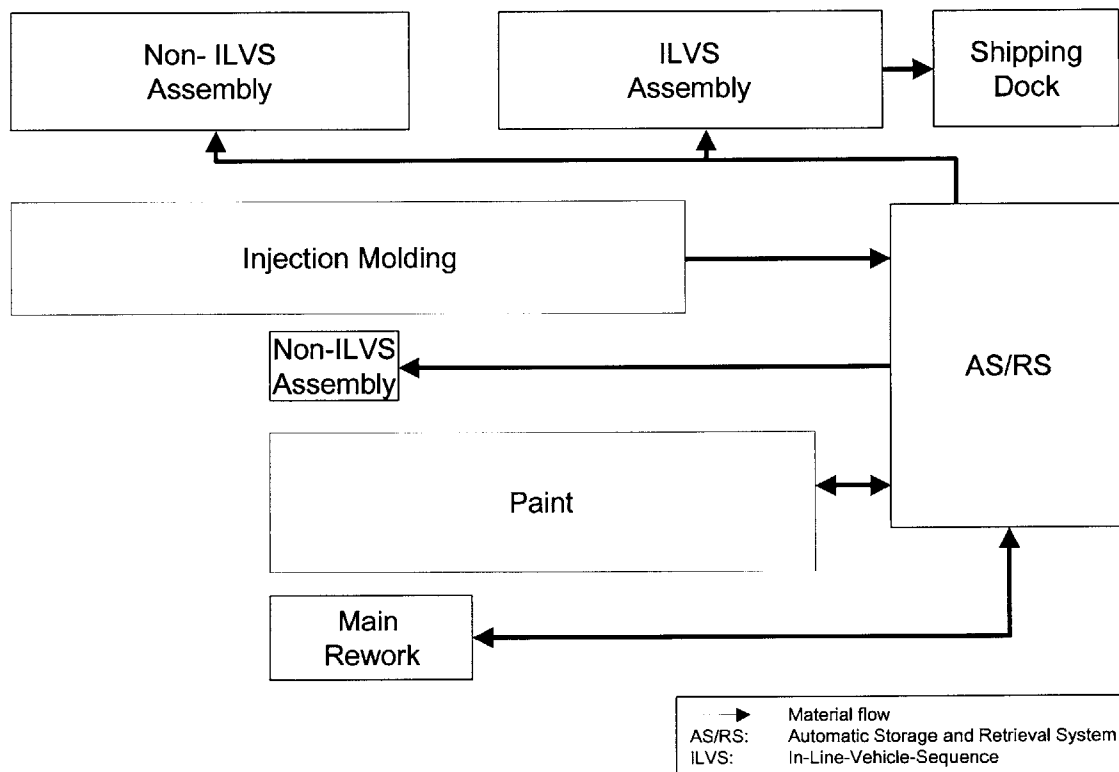 Non- ILVS
Assembly
ILVS
Assembly
Shipping
Dock
Injection Molding
Non-ILVS
Assembly
AS/RS
Paint
Main
Rework
Material flow
AS/RS: Automatic Storage and Retrieval System
ILVS: In-Line-Vehicle-Sequence